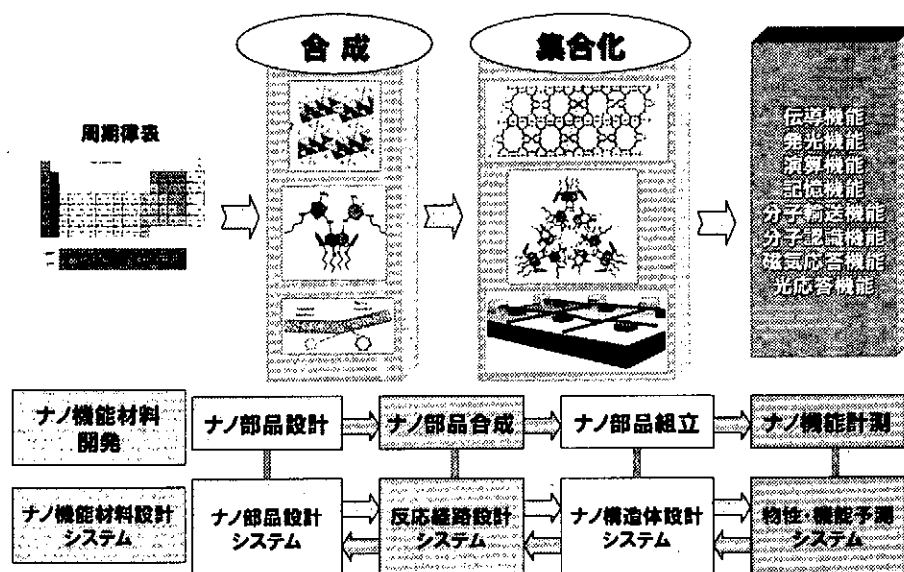 合成
集合化
周期律表
伝導機能
発光機能
演算機能
記憶機能
分子輸送機能
分子認識機能
磁気応答機能
光応答機能
ナノ機能材料
開発
ナノ部品設計
ナノ部品合成
ナノ部品組立
ナノ機能計測
ナノ機能材料設計
システム
ナノ部品設計
システム
反応経路設計
システム
ナノ構造体設計
システム
物性・機能予測
システム